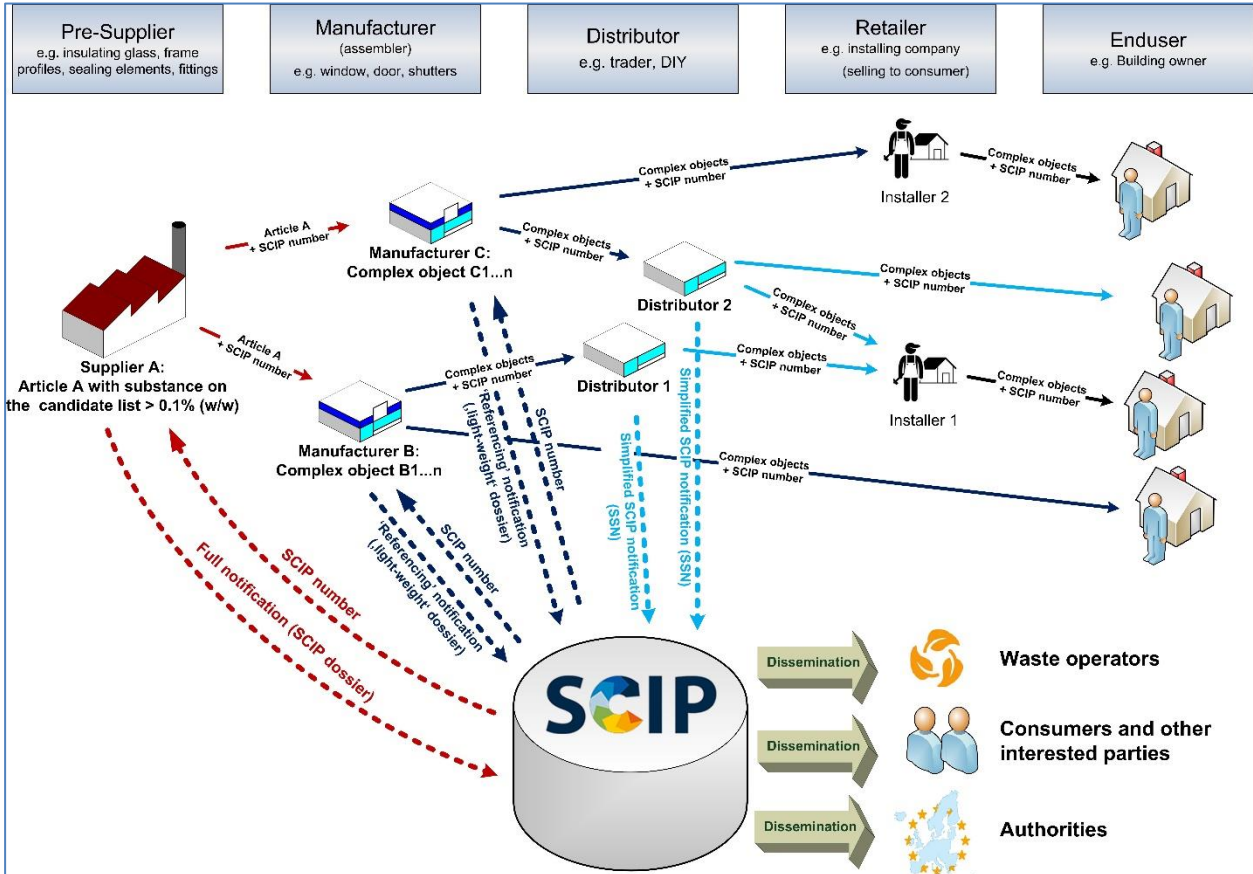 Pre-Supplier
e.g. insulating glass, frame
profiles, sealing elements, fittings
Manufacturer
(assembler)
e.g. window, door, shutters
Distributor
e.g. trader, DIY
Retailer
e.g. installing company
(selling to consumer)
Enduser
e.g. Building owner
Complex objects
+ SCIP number
Installer 2
Complex objects
+ SCIP number
Article A
+ SCIP number
Manufacturer C:
Complex object C1...n
Complex objects
+ SCIP number
Distributor 2
Complex objects
+ SCIP number
Complex objects
+ SCIP number
Supplier A:
Article A with substance on
the candidate list > 0.1% (w/w)
Article A
+ SCIP number
Manufacturer B:
Complex object B1...n
Complex objects
+ SCIP number
Distributor 1
Complex objects
+ SCIP number
Installer 1
Complex objects
+ SCIP number
Complex objects
+ SCIP number
Full notification (SCIP dossier)
SCIP number
'Referencing' notification
(‚light-weight' dossier)
SCIP number
'Referencing' notification
(‚light-weight' dossier)
SCIP number
Simplified SCIP notification
(SSN)
Simplified SCIP notification (SSN)
SCIP
Dissemination
Waste operators
Dissemination
Consumers and other
interested parties
Dissemination
Authorities